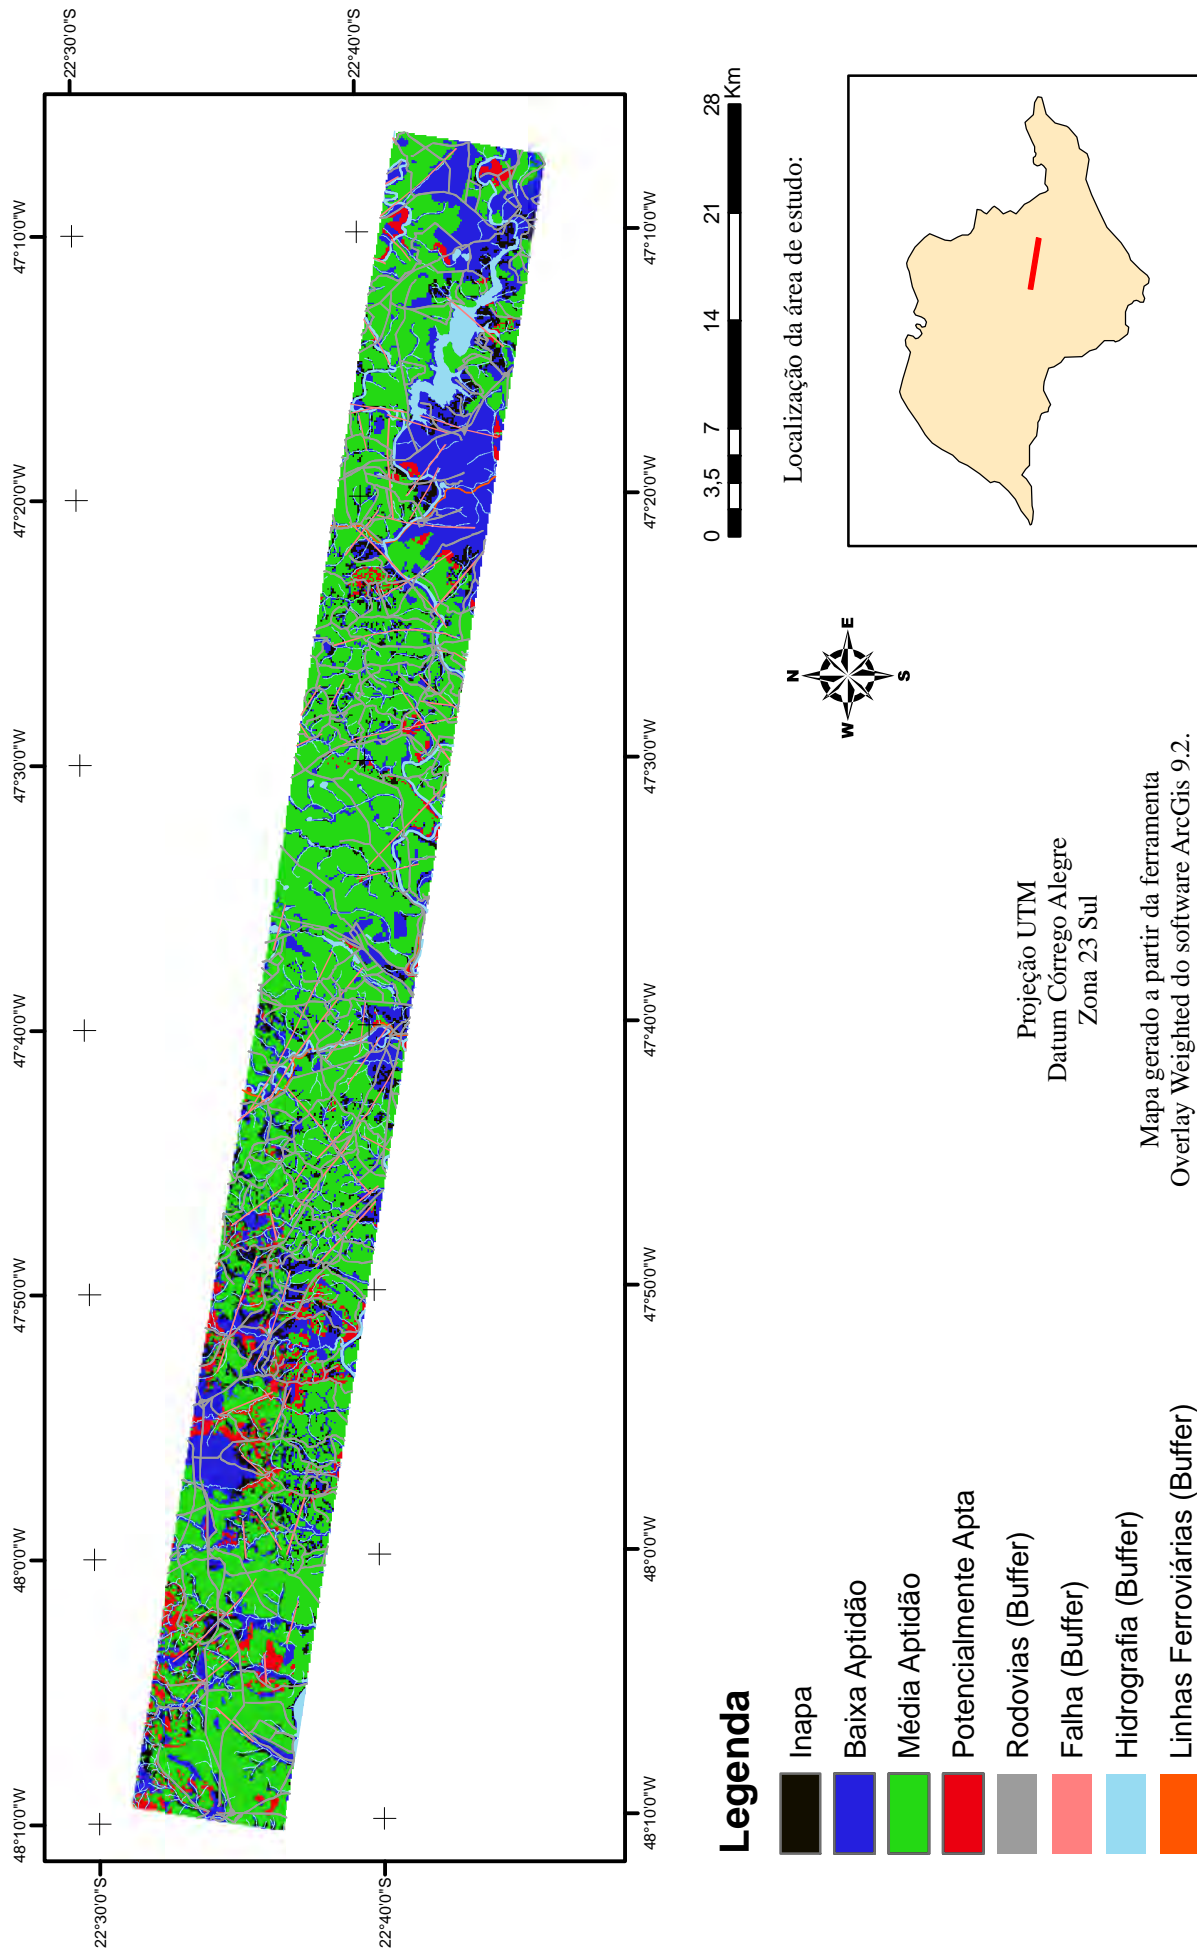 48°10'0"W
48°0'0"W
47°50'0"W
47°40'0"W
47°30'0"W
47°20'0"W
47°10'0"W
22°30'0"S
22°30'0"S
22°40'0"S
22°40'0"S
48°10'0"W
48°0'0"W
47°50'0"W
47°40'0"W
47°30'0"W
47°20'0"W
47°10'0"W
Legenda
Inapa
Baixa Aptidão
Média Aptidão
Potencialmente Apta
Rodovias (Buffer)
Falha (Buffer)
Hidrografia (Buffer)
Linhas Ferroviárias (Buffer)
Projeção UTM
Datum Córrego Alegre
Zona 23 Sul
Mapa gerado a partir da ferramenta
Overlay Weighted do software ArcGis 9.2.
N
W
E
S
0 3,5 7 14 21 28
Km
Localização da área de estudo: